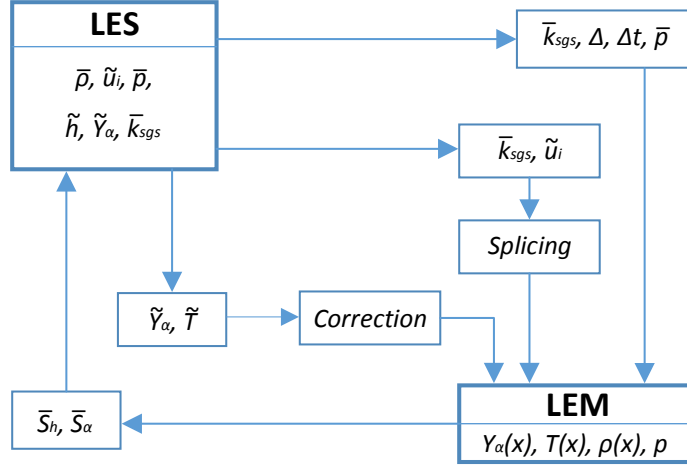 LES
ρ̅, ũᵢ, p̅,
h̃, Ỹα, k̅sgs
k̅sgs, Δ, Δt, p̅
k̅sgs, ũᵢ
Splicing
Ỹα, T̃
Correction
LEM
Yα(x), T(x), ρ(x), p
S̅h, S̅α